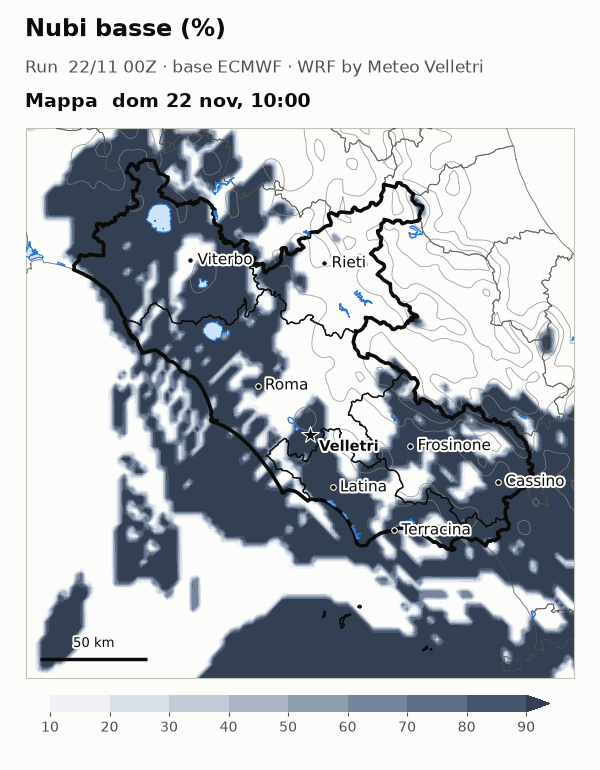 Nubi basse (%)
Run  22/11 00Z · base ECMWF · WRF by Meteo Velletri
Mappa  dom 22 nov, 10:00
Viterbo
Rieti
Roma
Velletri
Frosinone
Latina
Cassino
Terracina
50 km
10 20 30 40 50 60 70 80 90